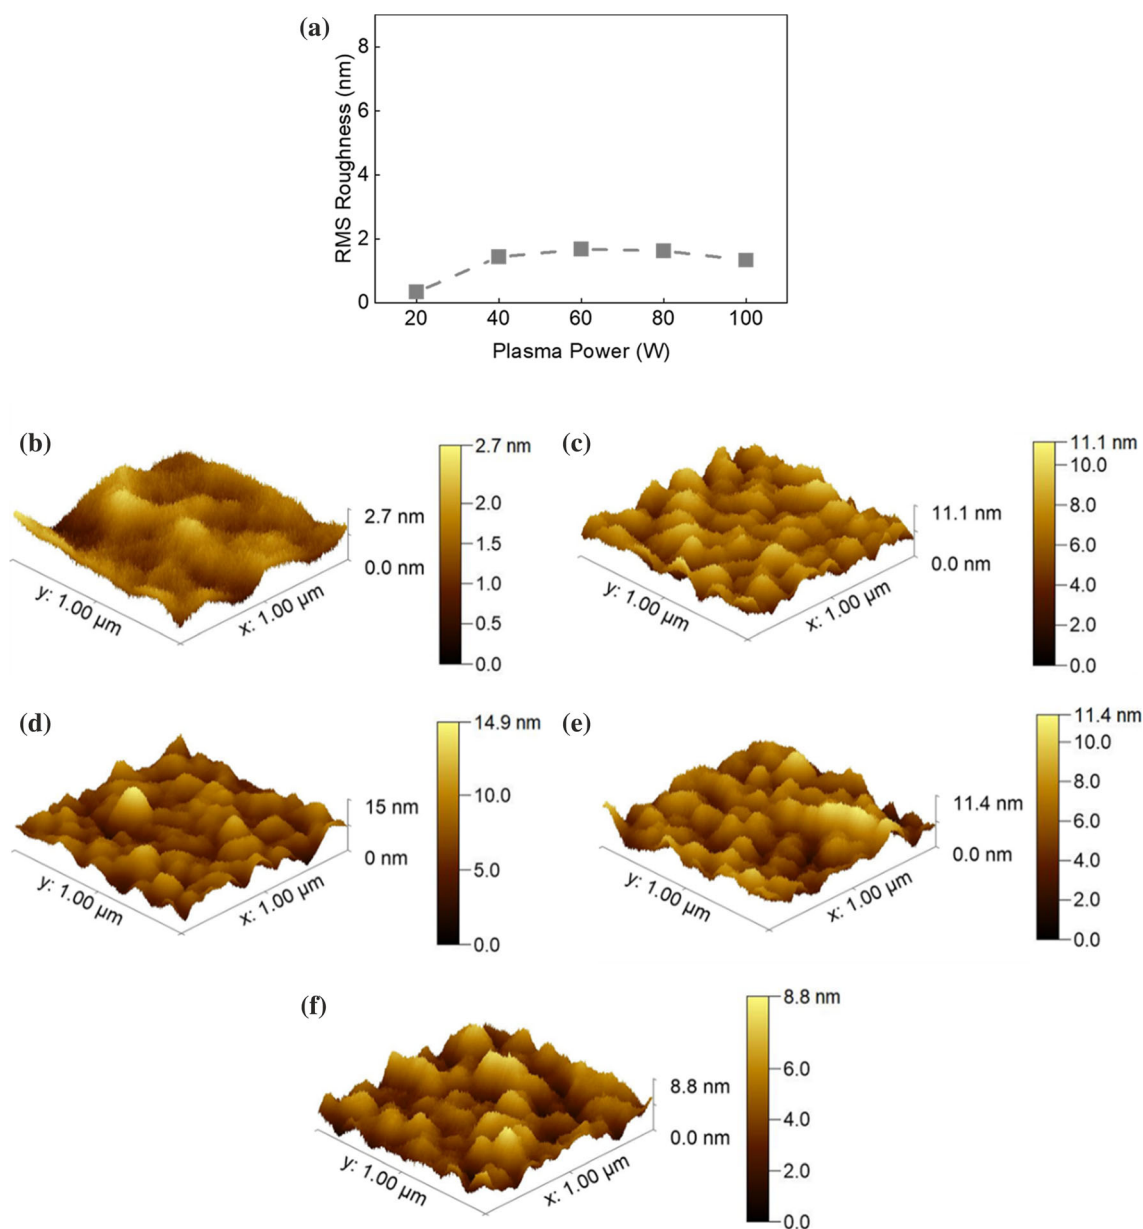 (a)
RMS Roughness (nm)
8
6
4
2
0
20 40 60 80 100
Plasma Power (W)
(b)
2.7 nm
2.0
1.5
1.0
0.5
0.0
2.7 nm
0.0 nm
y: 1.00 µm
x: 1.00 µm
(c)
11.1 nm
10.0
8.0
6.0
4.0
2.0
0.0
11.1 nm
0.0 nm
y: 1.00 µm
x: 1.00 µm
(d)
14.9 nm
10.0
5.0
0.0
15 nm
0 nm
y: 1.00 µm
x: 1.00 µm
(e)
11.4 nm
10.0
8.0
6.0
4.0
2.0
0.0
11.4 nm
0.0 nm
y: 1.00 µm
x: 1.00 µm
(f)
8.8 nm
6.0
4.0
2.0
0.0
8.8 nm
0.0 nm
y: 1.00 µm
x: 1.00 µm